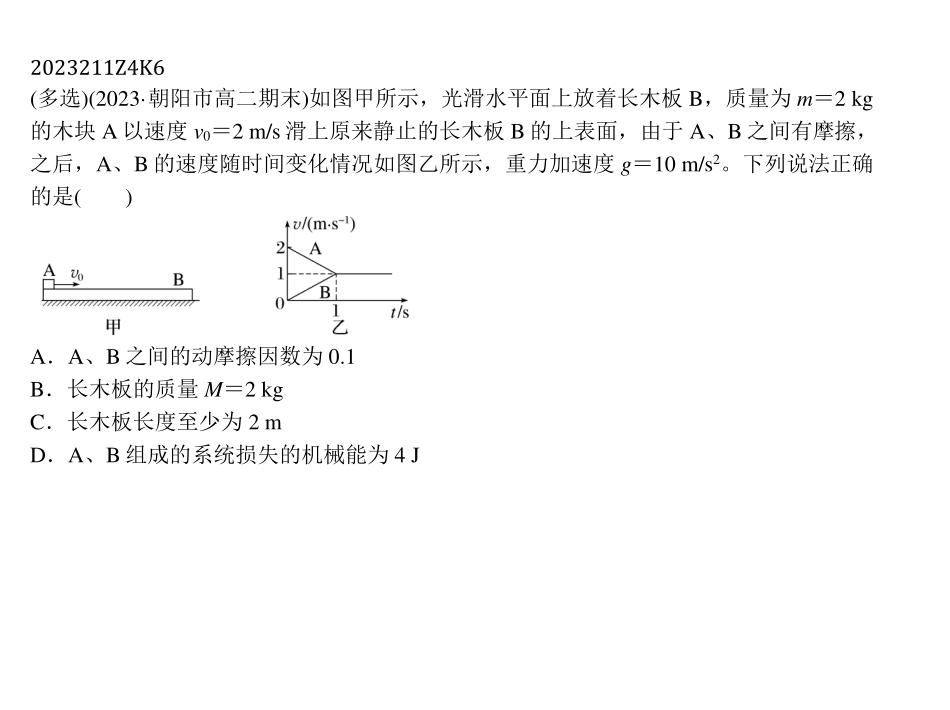 2023211Z4K6
(多选)(2023·朝阳市高二期末)如图甲所示，光滑水平面上放着长木板 B，质量为 m＝2 kg
的木块 A 以速度 v₀＝2 m/s 滑上原来静止的长木板 B 的上表面，由于 A、B 之间有摩擦，
之后，A、B 的速度随时间变化情况如图乙所示，重力加速度 g＝10 m/s²。下列说法正确
的是(　　)
A v₀ B
甲
v/(m·s⁻¹)
2 A
1
B
0 1 t/s
乙
A．A、B 之间的动摩擦因数为 0.1
B．长木板的质量 M＝2 kg
C．长木板长度至少为 2 m
D．A、B 组成的系统损失的机械能为 4 J